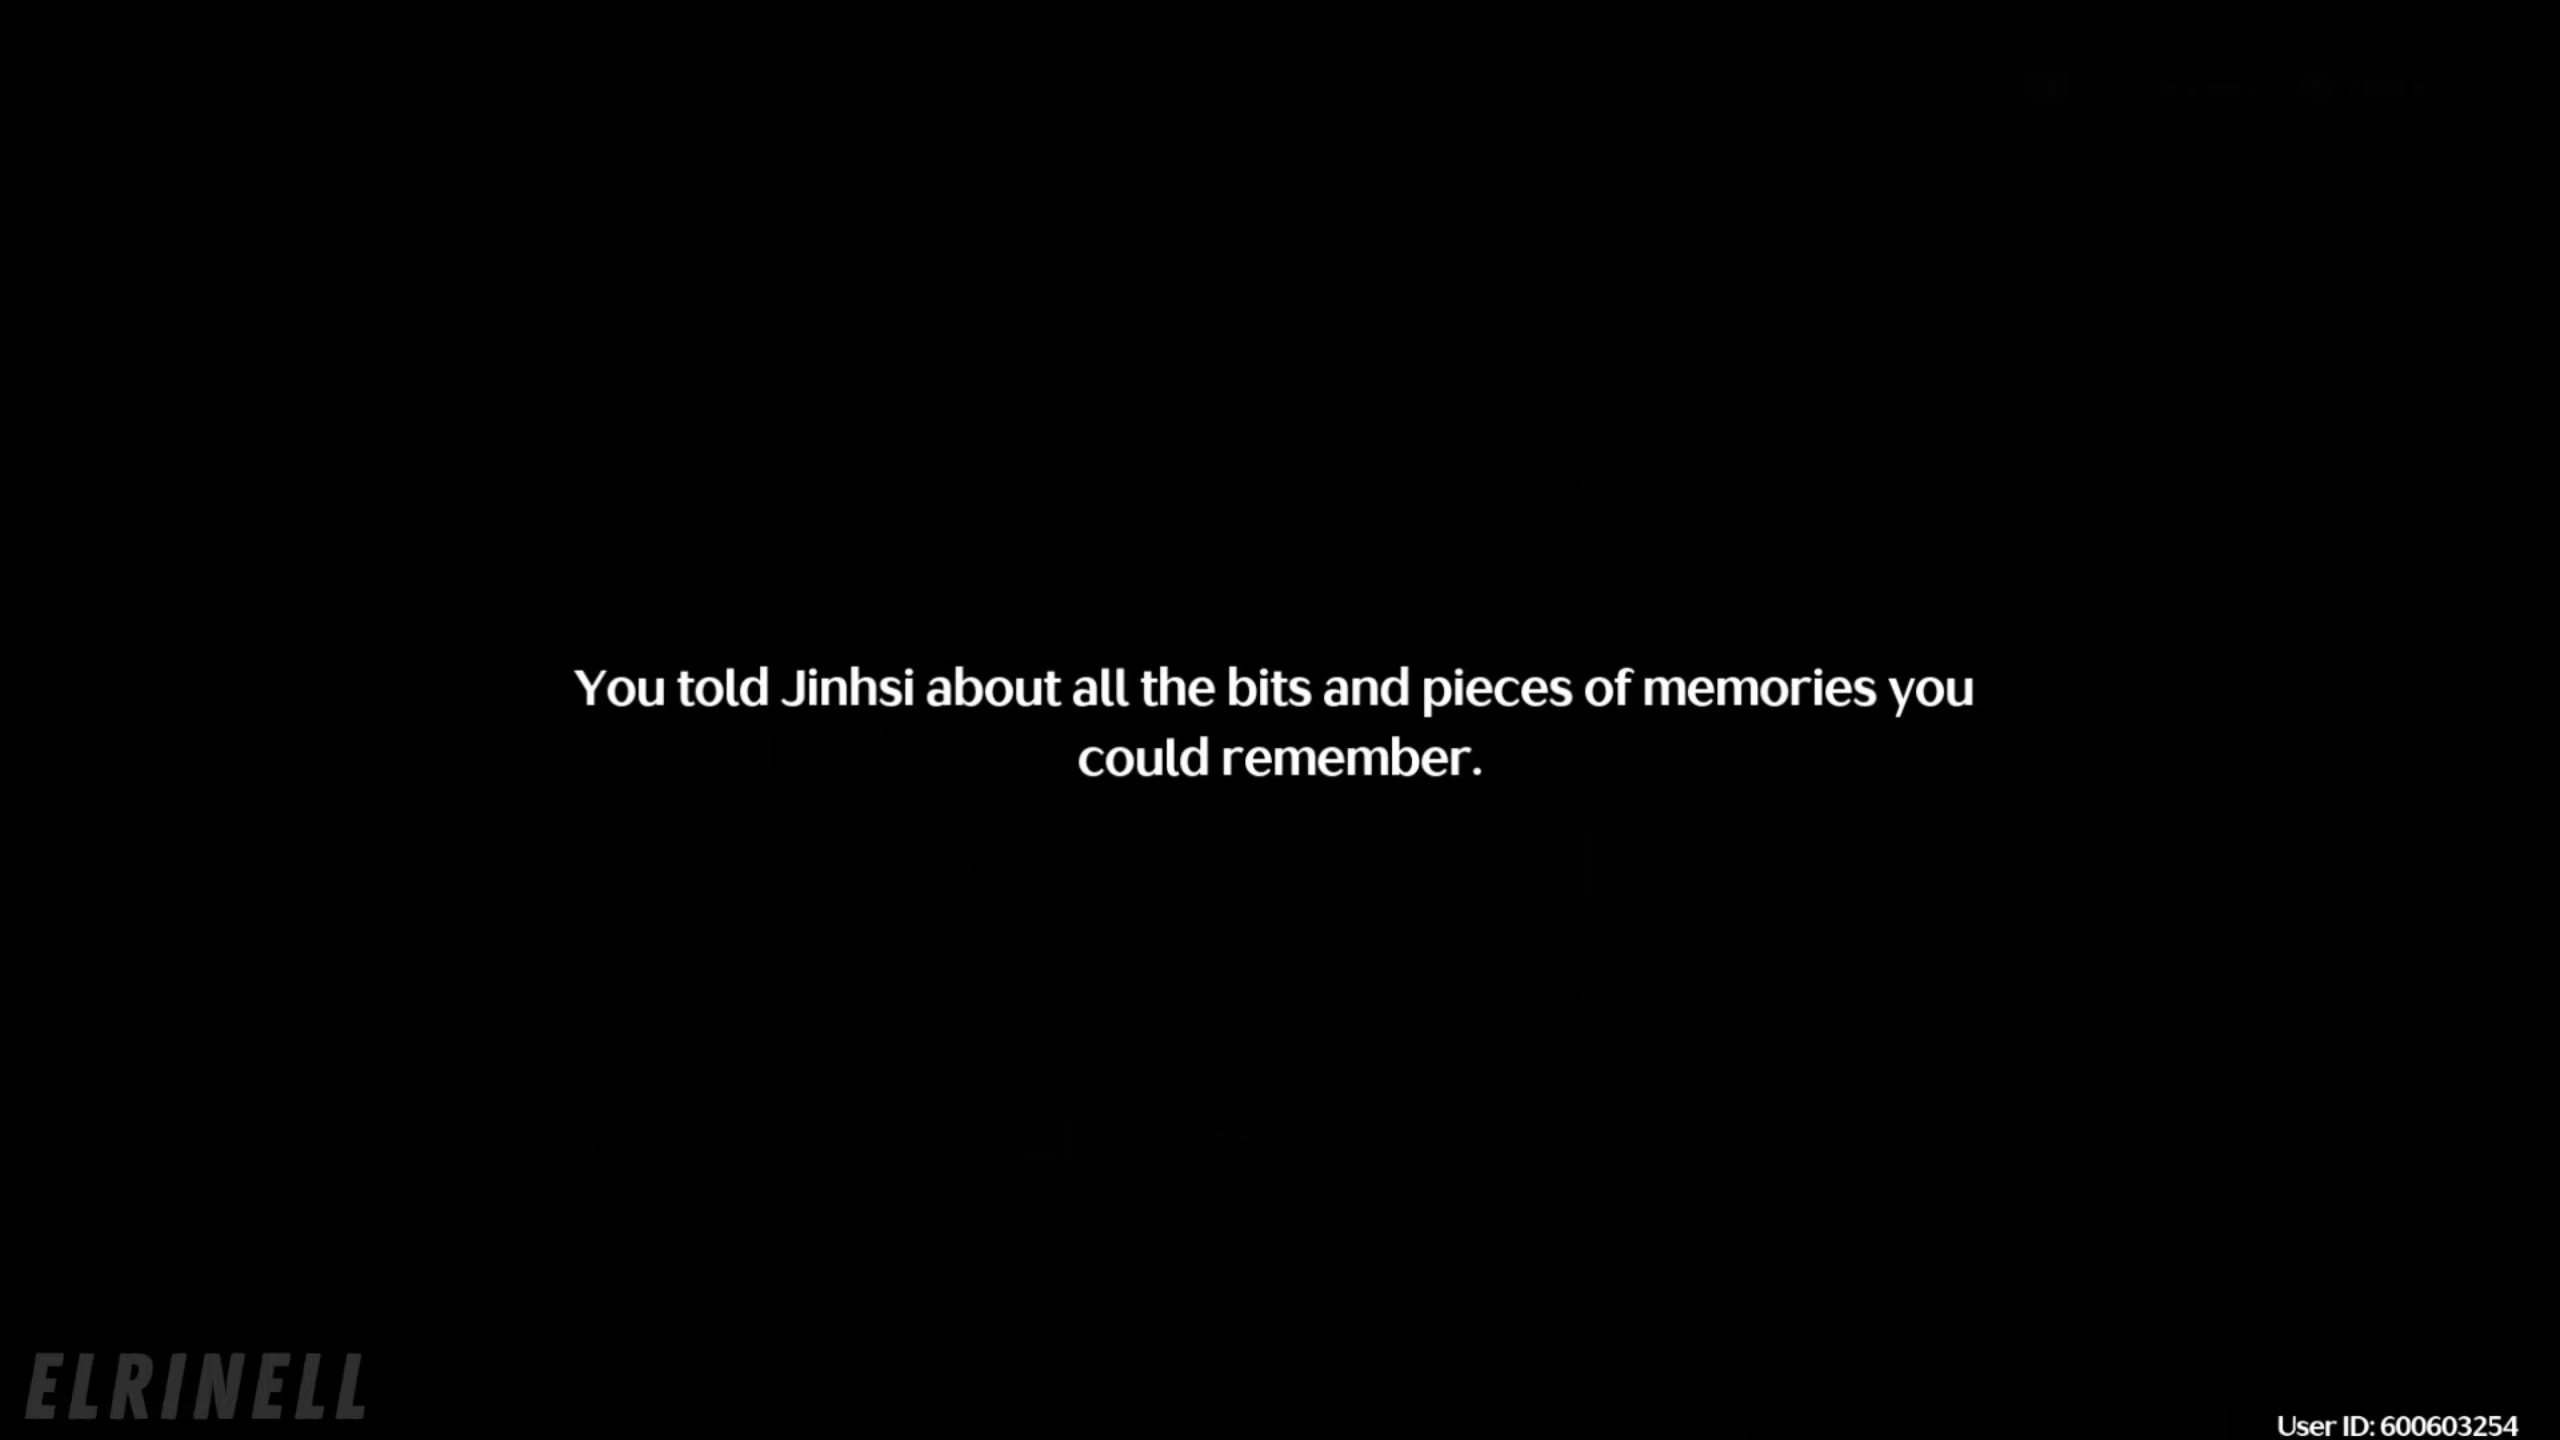 You told Jinhsi about all the bits and pieces of memories you
could remember.
ELRINELL
User ID: 600603254